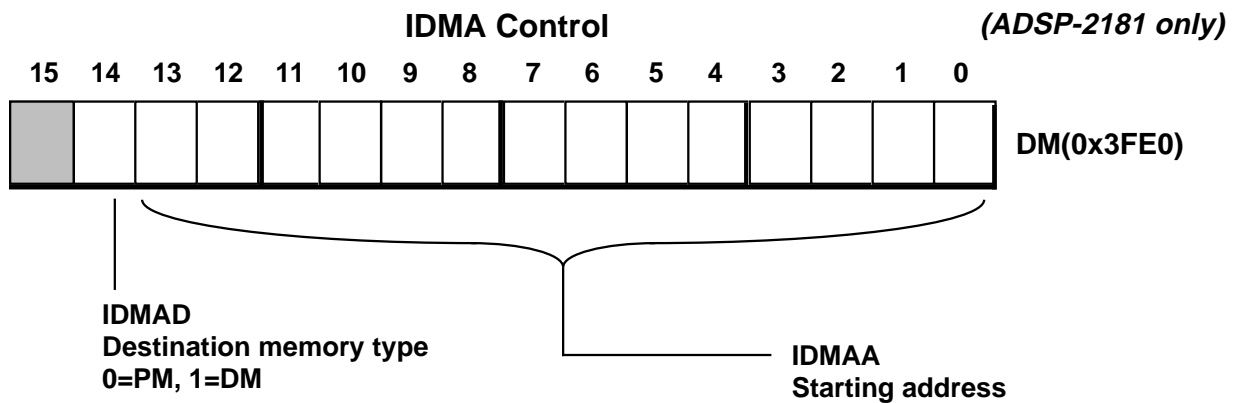 IDMA Control
(ADSP-2181 only)
15 14 13 12 11 10 9 8 7 6 5 4 3 2 1 0
DM(0x3FE0)
IDMAD
Destination memory type
0=PM, 1=DM
IDMAA
Starting address